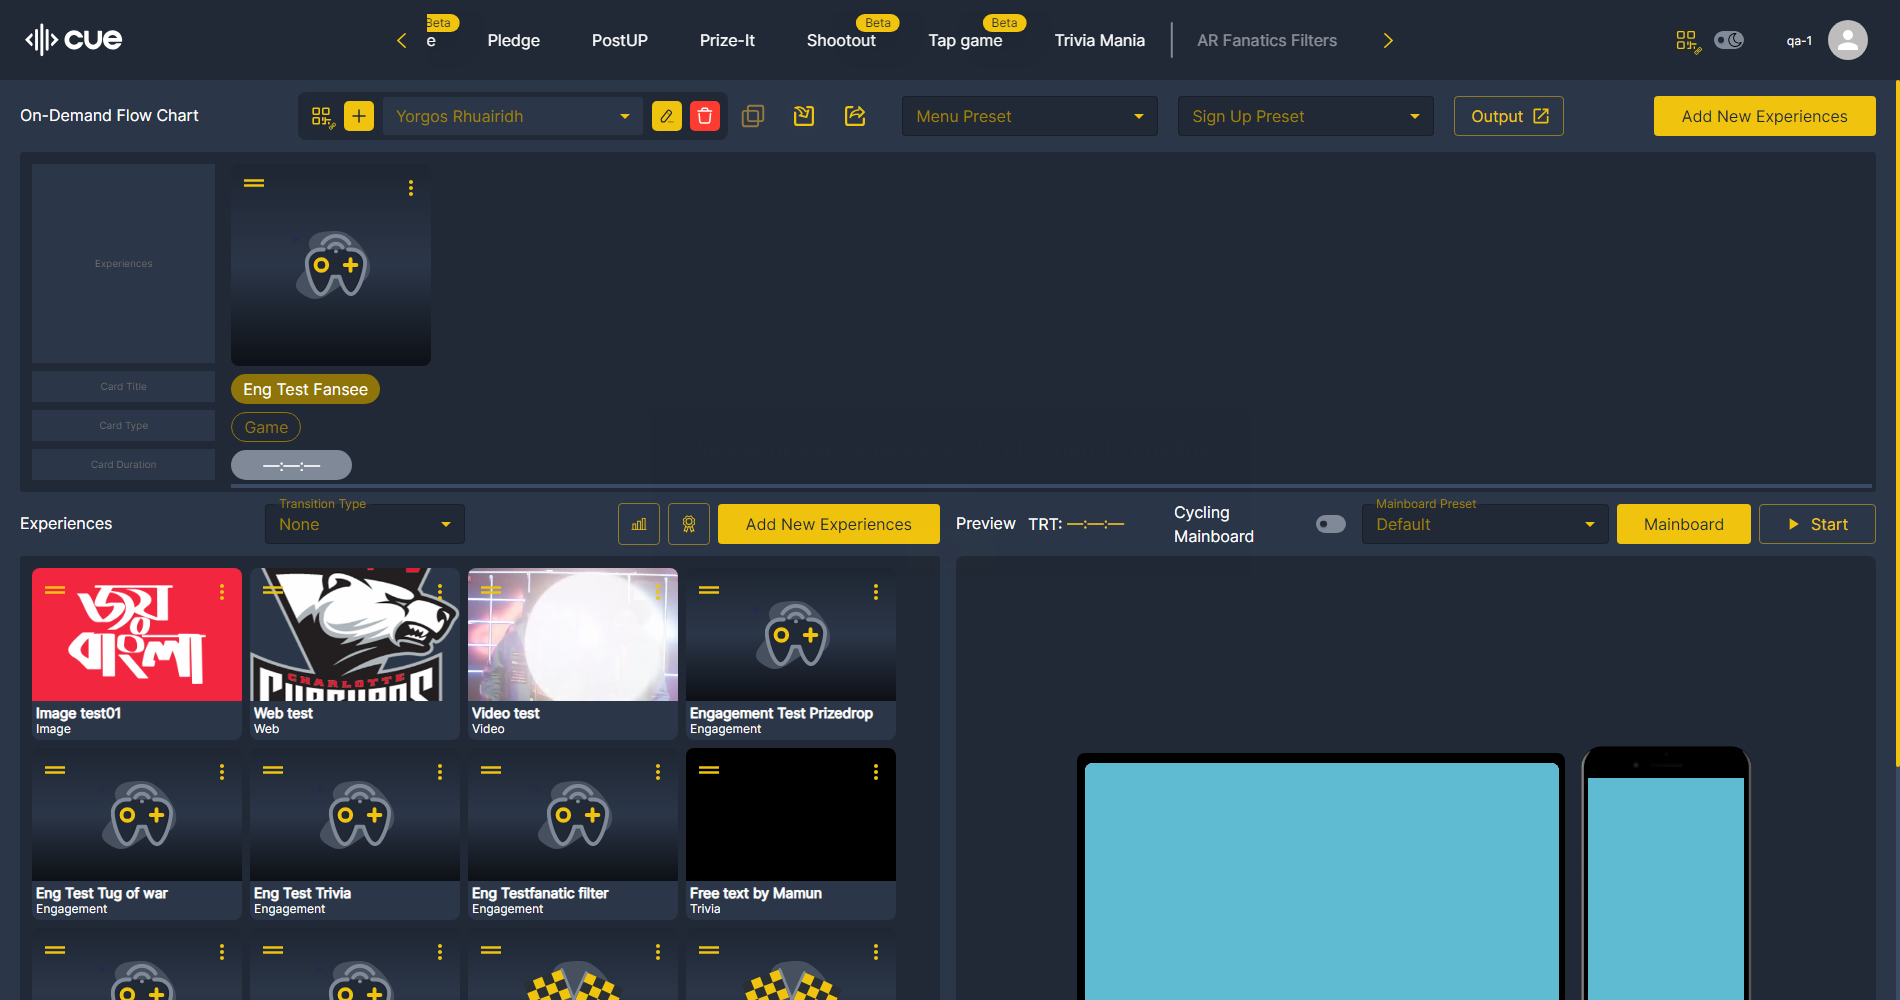 cue
Beta
e
Pledge
PostUP
Prize-It
Beta
Shootout
Beta
Tap game
Trivia Mania
AR Fanatics Filters
qa-1
On-Demand Flow Chart
Yorgos Rhuairidh
Menu Preset
Sign Up Preset
Output
Add New Experiences
Experiences
Card Title
Card Type
Card Duration
Eng Test Fansee
Game
—:—:—
Experiences
Transition Type
None
Add New Experiences
Preview
TRT: —:—:—
Cycling
Mainboard
Mainboard Preset
Default
Mainboard
Start
জয়
বাংলা
CHARLOTTE
Image test01
Image
Web test
Web
Video test
Video
Engagement Test Prizedrop
Engagement
Eng Test Tug of war
Engagement
Eng Test Trivia
Engagement
Eng Testfanatic filter
Engagement
Free text by Mamun
Trivia